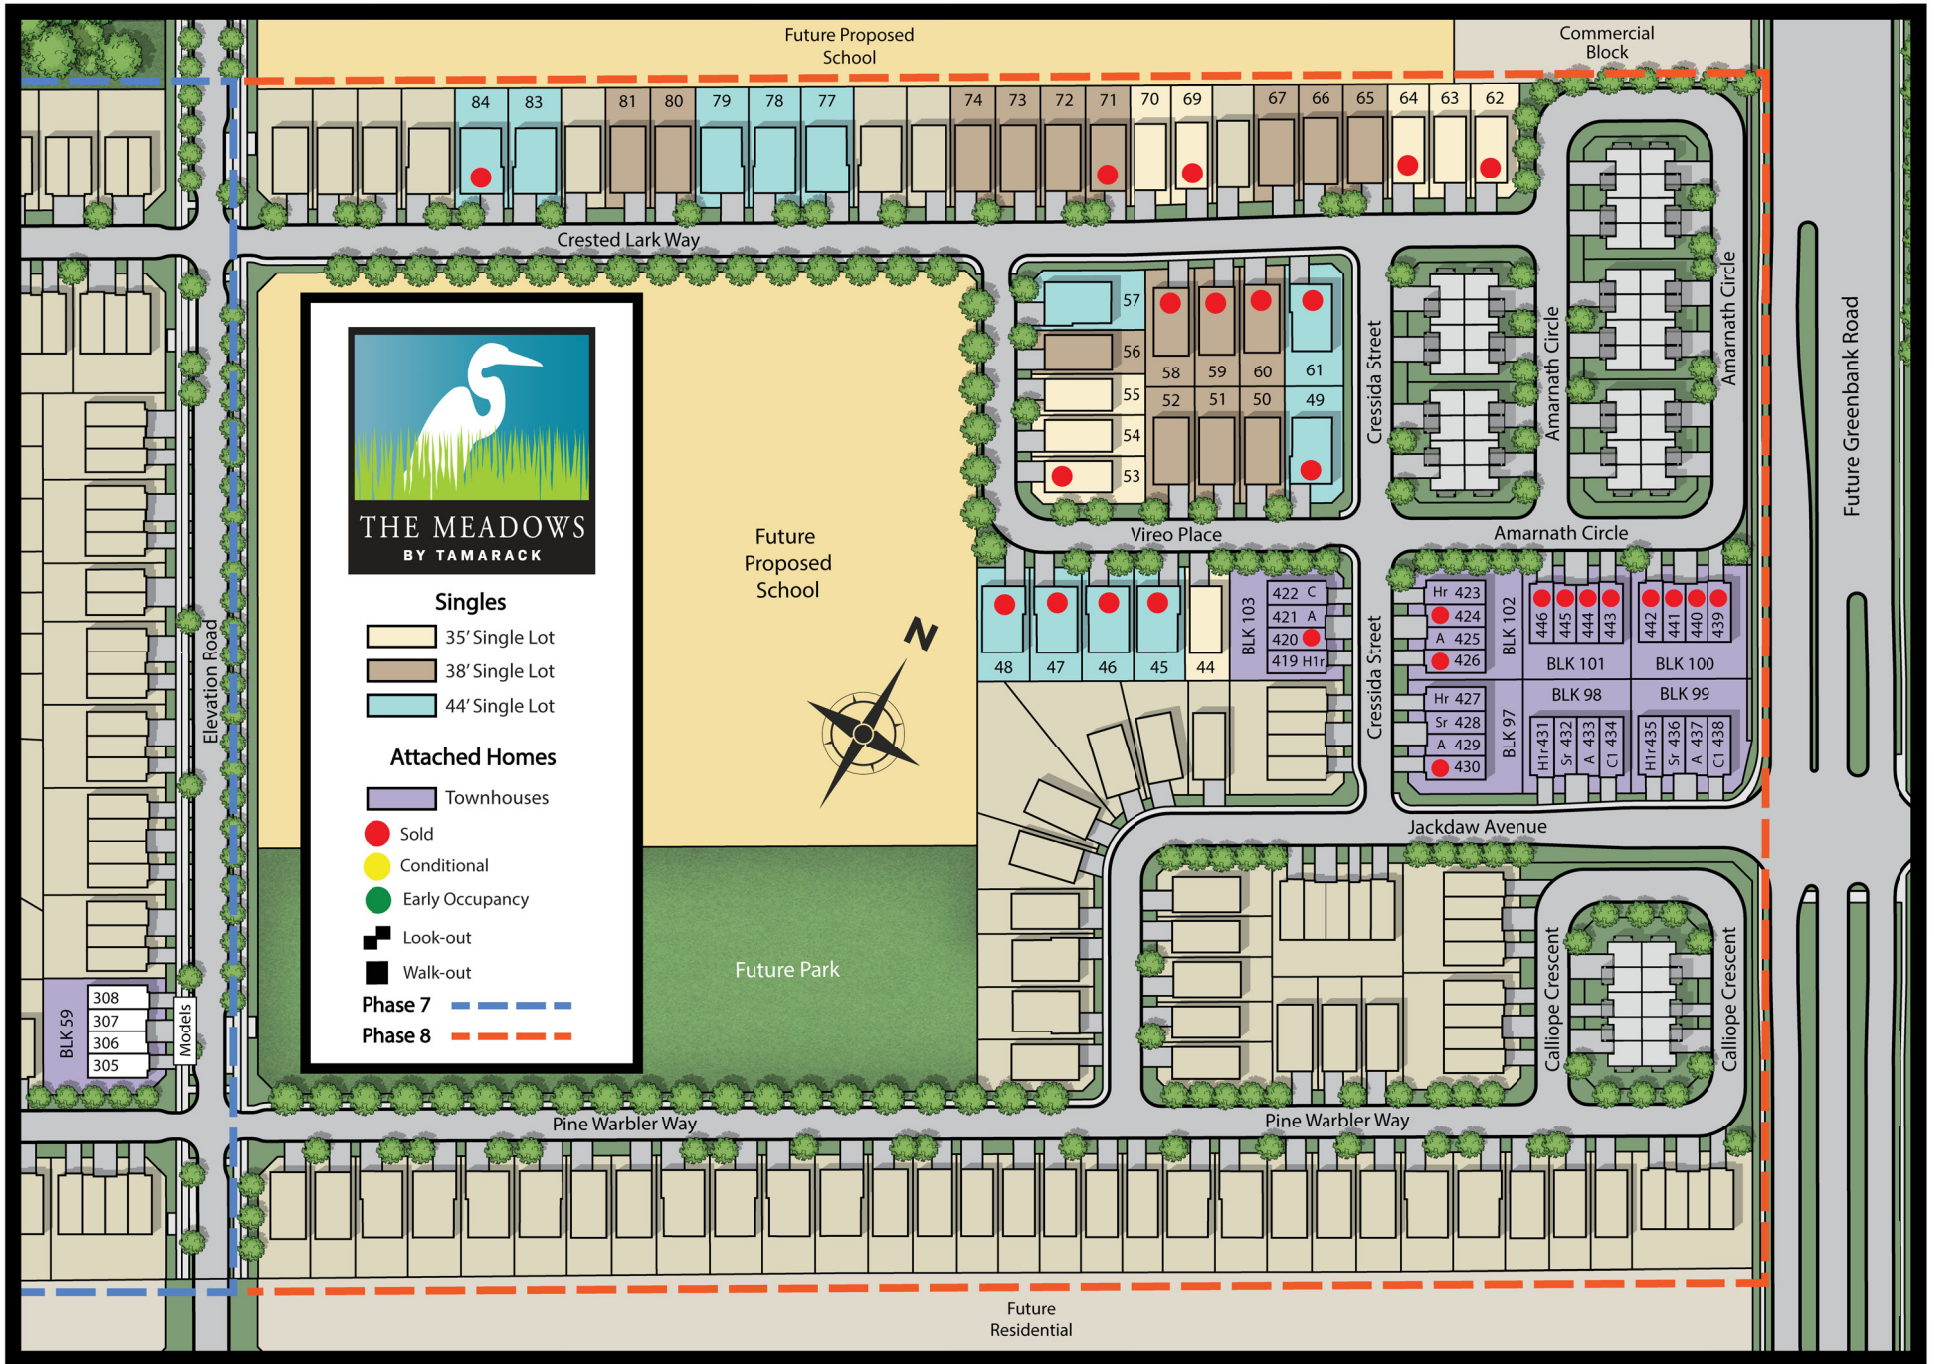 Future Proposed
School
Commercial
Block
84
83
81
80
79
78
77
74
73
72
71
70
69
67
66
65
64
63
62
Crested Lark Way
57
56
55
54
53
58
59
60
61
52
51
50
49
Cressida Street
Amarnath Circle
Amarnath Circle
Future Greenbank Road
THE MEADOWS
BY TAMARACK
Singles
35' Single Lot
38' Single Lot
44' Single Lot
Attached Homes
Townhouses
Sold
Conditional
Early Occupancy
Look-out
Walk-out
Phase 7
Phase 8
Future
Proposed
School
N
Vireo Place
Amarnath Circle
48
47
46
45
44
BLK 103
422 C
421 A
420
419 H1r
Cressida Street
Hr 423
424
A 425
426
BLK 102
446
445
444
443
BLK 101
442
441
440
439
BLK 100
Hr 427
Sr 428
A 429
430
BLK 97
BLK 98
H1r 431
Sr 432
A 433
C1 434
BLK 99
H1r 435
Sr 436
A 437
C1 438
Elevation Road
Jackdaw Avenue
Future Park
Calliope Crescent
Calliope Crescent
BLK 59
308
307
306
305
Models
Pine Warbler Way
Pine Warbler Way
Future
Residential